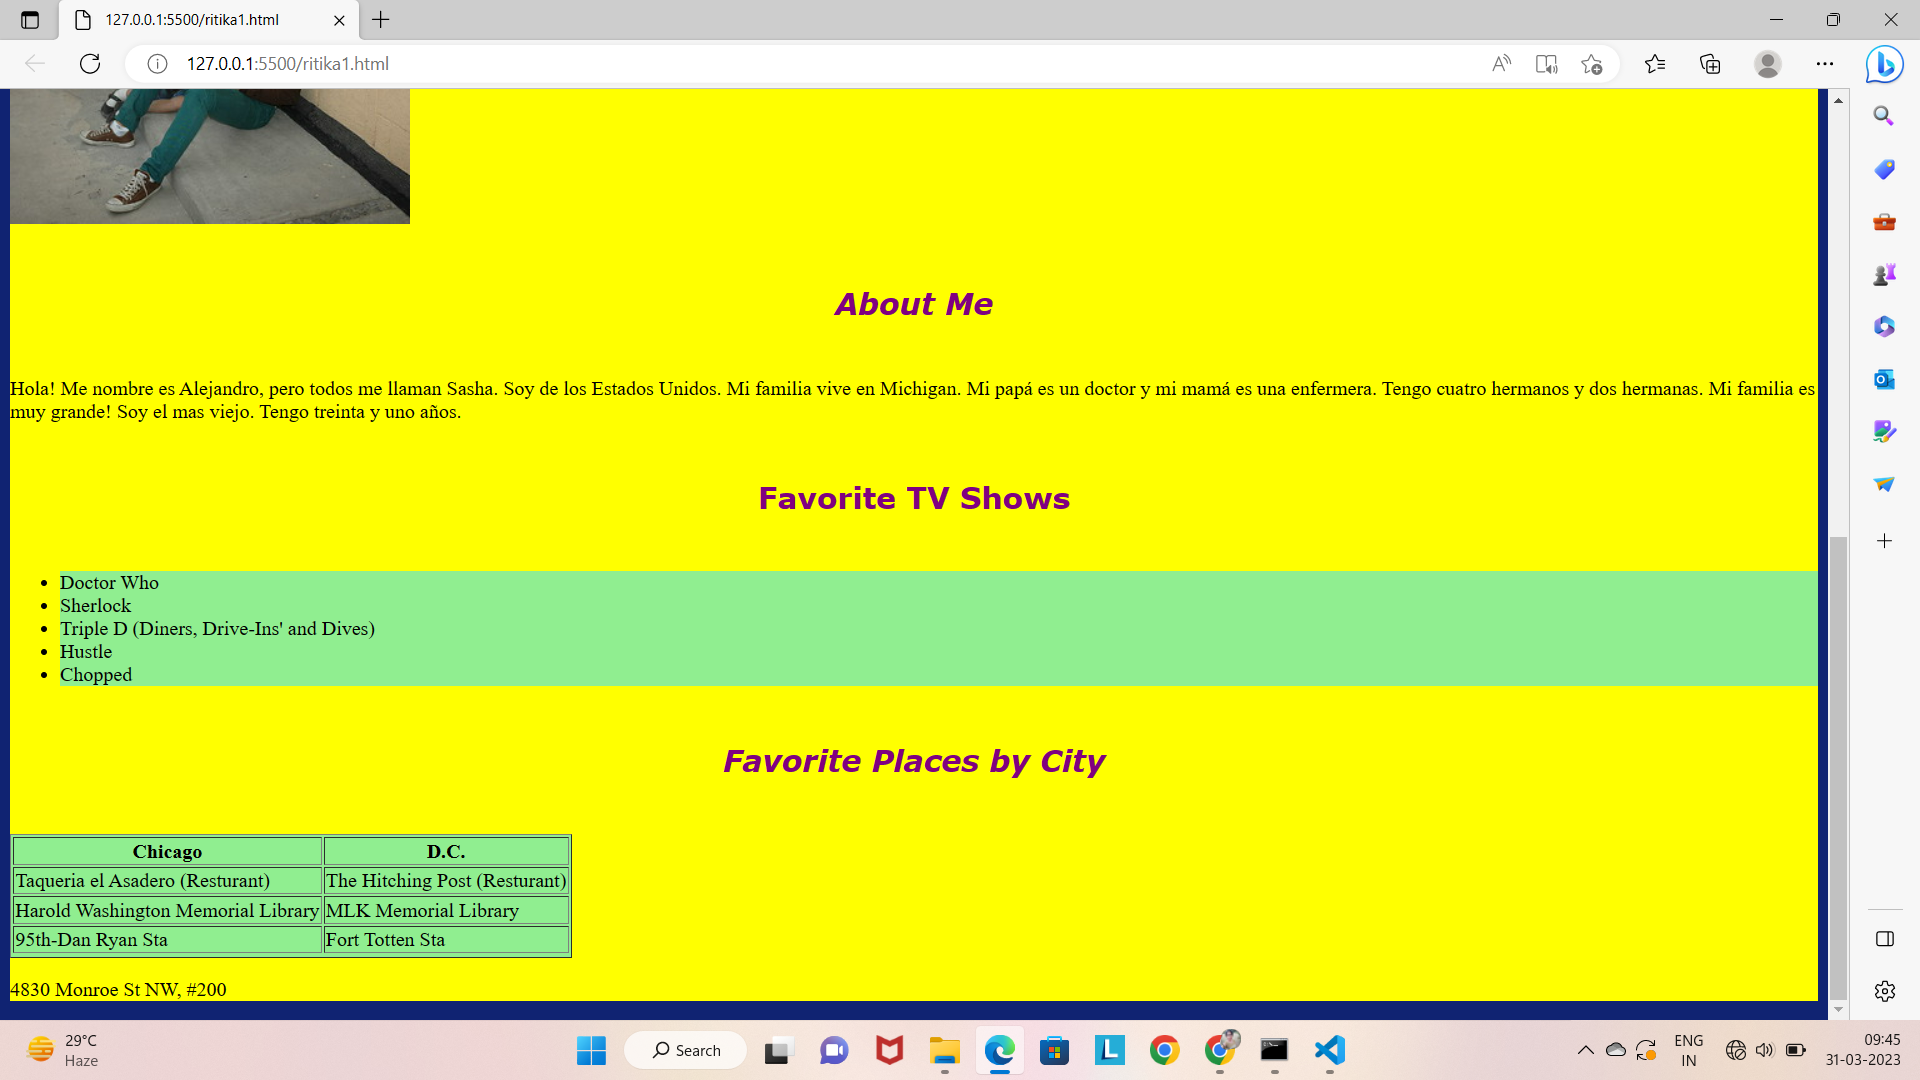 127.0.0.1:5500/ritika1.html
127.0.0.1:5500/ritika1.html
About Me
Hola! Me nombre es Alejandro, pero todos me llaman Sasha. Soy de los Estados Unidos. Mi familia vive en Michigan. Mi papá es un doctor y mi mamá es una enfermera. Tengo cuatro hermanos y dos hermanas. Mi familia es
muy grande! Soy el mas viejo. Tengo treinta y uno años.
Favorite TV Shows
Doctor Who
Sherlock
Triple D (Diners, Drive-Ins' and Dives)
Hustle
Chopped
Favorite Places by City
Chicago D.C.
Taqueria el Asadero (Resturant) The Hitching Post (Resturant)
Harold Washington Memorial Library MLK Memorial Library
95th-Dan Ryan Sta Fort Totten Sta
4830 Monroe St NW, #200
29°C
Haze
Search
ENG
IN
09:45
31-03-2023